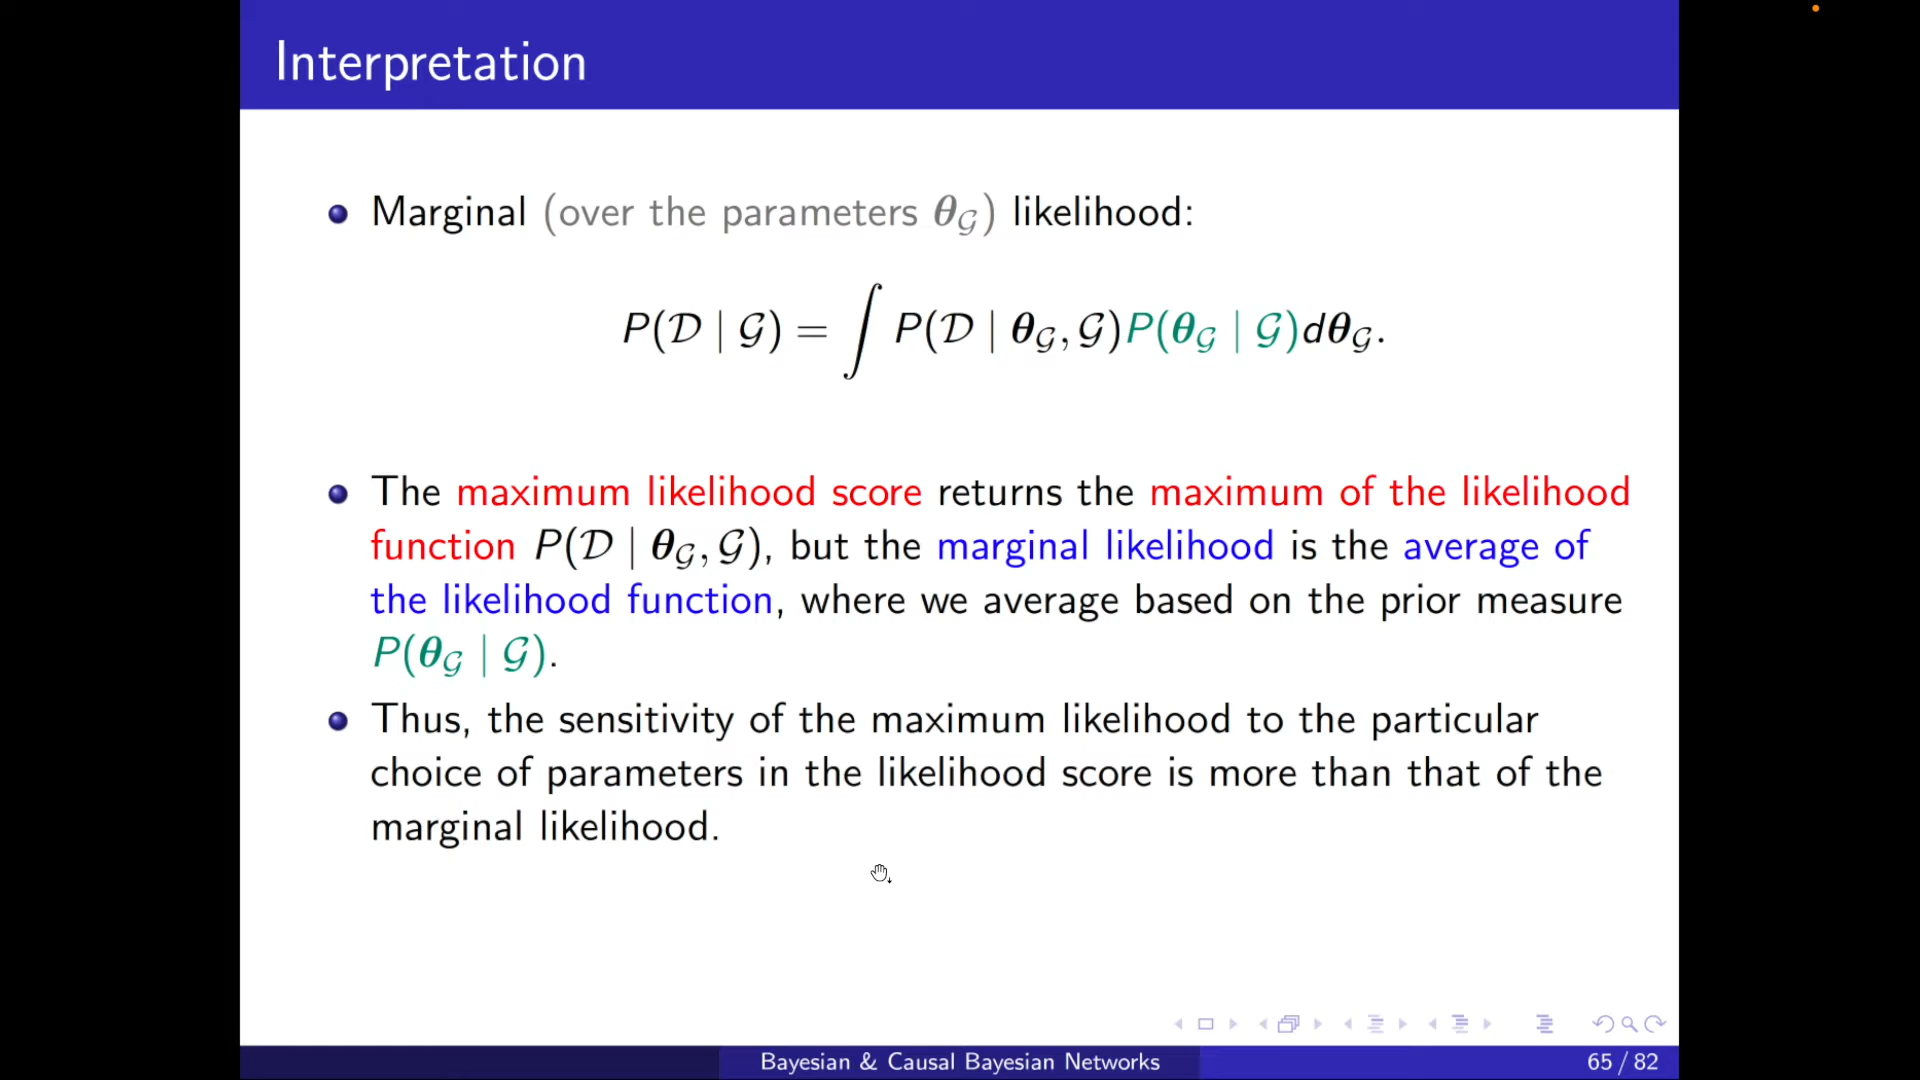 Interpretation
Marginal (over the parameters θ_𝒢) likelihood:
P(𝒟 | 𝒢) = ∫ P(𝒟 | θ_𝒢, 𝒢)P(θ_𝒢 | 𝒢)dθ_𝒢.
The maximum likelihood score returns the maximum of the likelihood
function P(𝒟 | θ_𝒢, 𝒢), but the marginal likelihood is the average of
the likelihood function, where we average based on the prior measure
P(θ_𝒢 | 𝒢).
Thus, the sensitivity of the maximum likelihood to the particular
choice of parameters in the likelihood score is more than that of the
marginal likelihood.
Bayesian & Causal Bayesian Networks
65 / 82